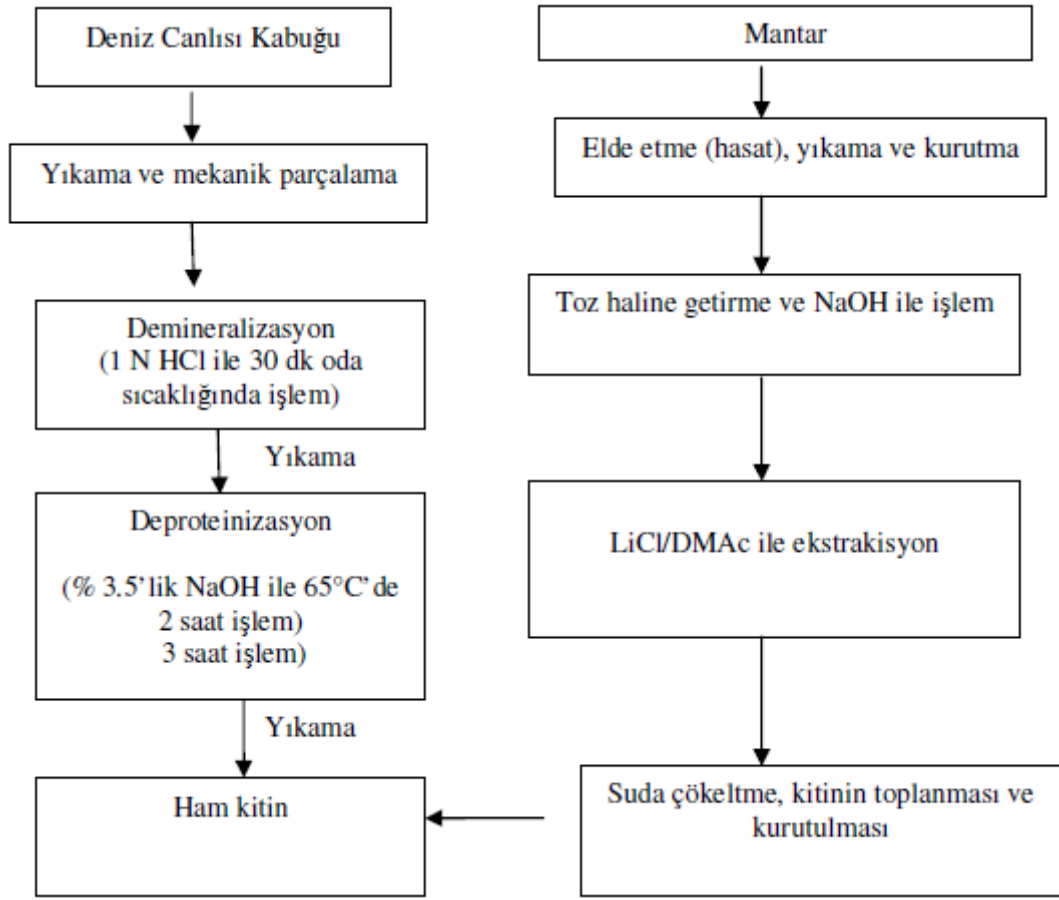 Deniz Canlısı Kabuğu
Yıkama ve mekanik parçalama
Demineralizasyon
(1 N HCl ile 30 dk oda
sıcaklığında işlem)
Yıkama
Deproteinizasyon
(% 3.5'lik NaOH ile 65°C'de
2 saat işlem)
3 saat işlem)
Yıkama
Ham kitin
Mantar
Elde etme (hasat), yıkama ve kurutma
Toz haline getirme ve NaOH ile işlem
LiCl/DMAc ile ekstrakisyon
Suda çökeltme, kitinin toplanması ve
kurutulması